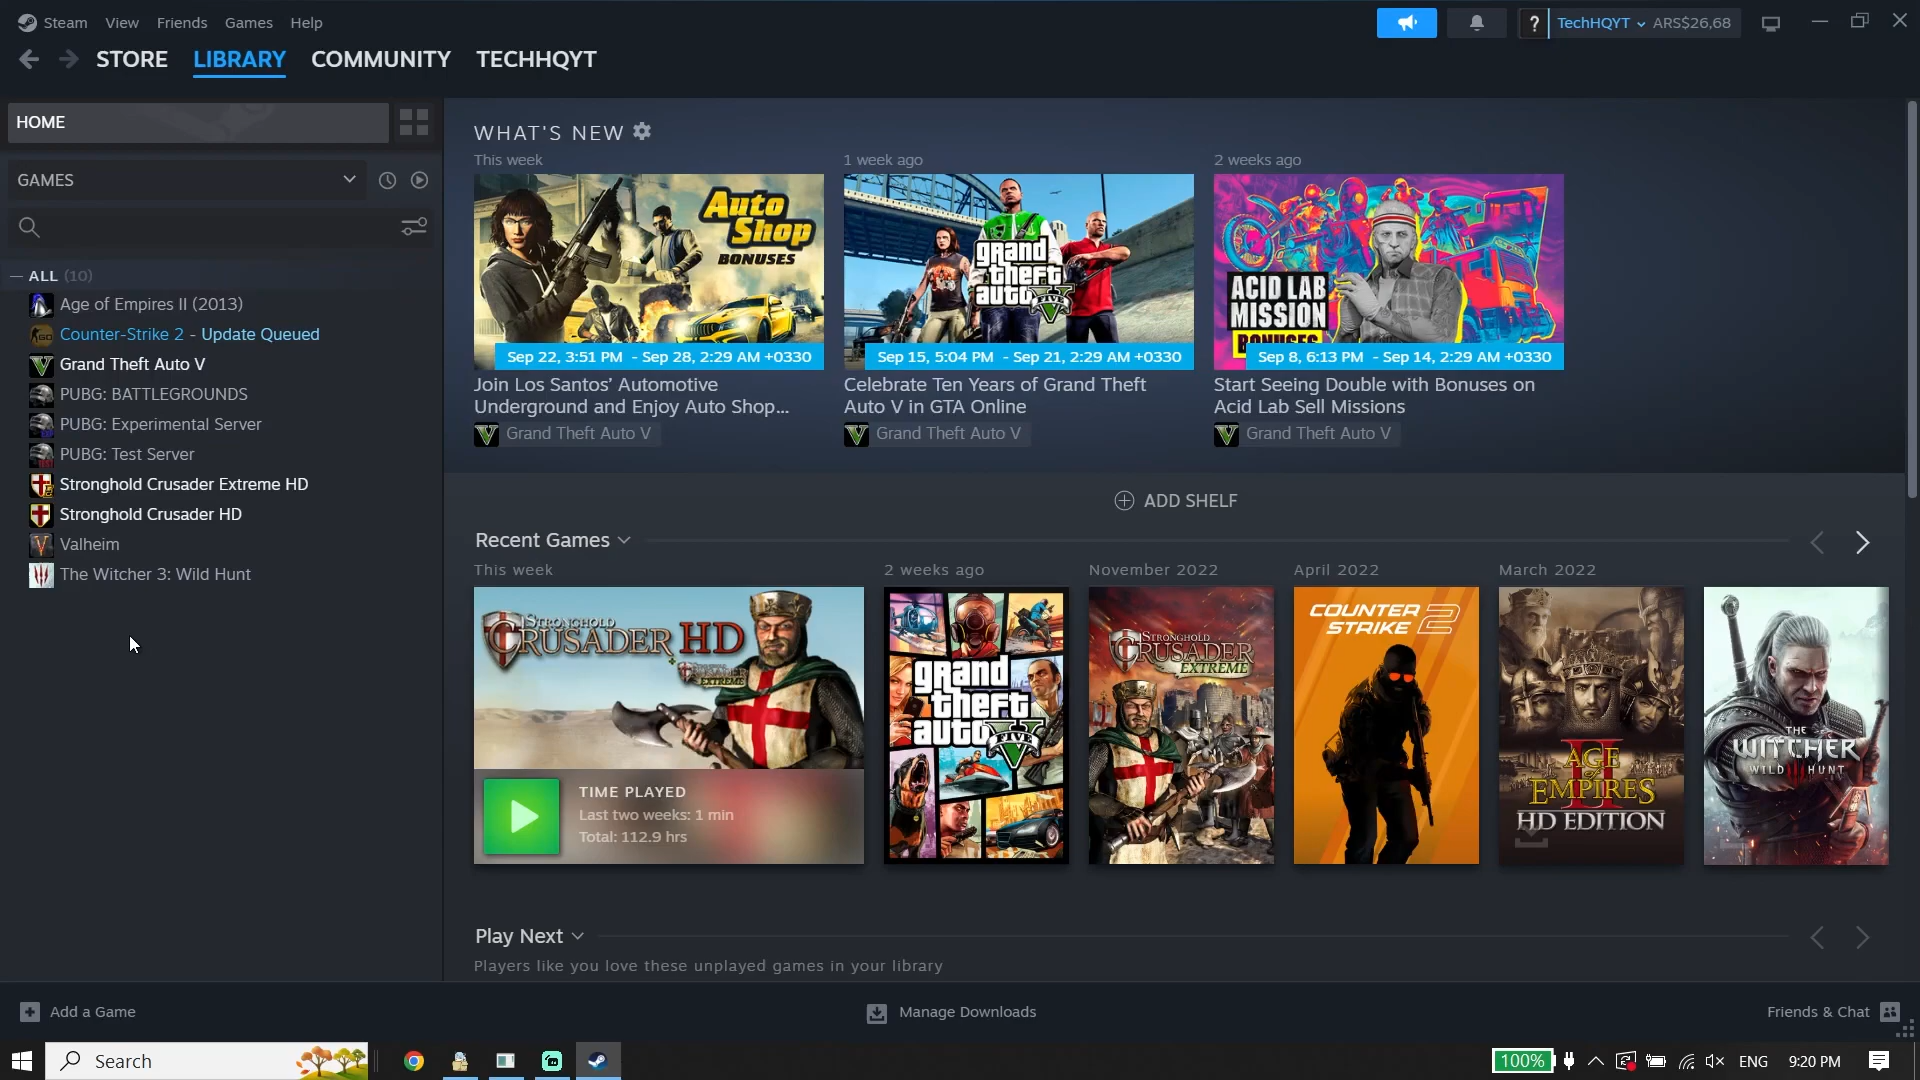 Steam View Friends Games Help
? TechHQYT ARS$26,68
STORE LIBRARY COMMUNITY TECHHQYT
HOME
GAMES
ALL (10)
Age of Empires II (2013)
Counter-Strike 2 - Update Queued
Grand Theft Auto V
PUBG: BATTLEGROUNDS
PUBG: Experimental Server
PUBG: Test Server
Stronghold Crusader Extreme HD
Stronghold Crusader HD
Valheim
The Witcher 3: Wild Hunt
WHAT'S NEW
This week
Auto
Shop
BONUSES
Sep 22, 3:51 PM - Sep 28, 2:29 AM +0330
Join Los Santos' Automotive
Underground and Enjoy Auto Shop...
Grand Theft Auto V
1 week ago
grand
theft
auto
FIVE
Sep 15, 5:04 PM - Sep 21, 2:29 AM +0330
Celebrate Ten Years of Grand Theft
Auto V in GTA Online
Grand Theft Auto V
2 weeks ago
ACID LAB
MISSION
BONUSES
Sep 8, 6:13 PM - Sep 14, 2:29 AM +0330
Start Seeing Double with Bonuses on
Acid Lab Sell Missions
Grand Theft Auto V
ADD SHELF
Recent Games
This week
STRONGHOLD
CRUSADER HD
STRONGHOLD
CRUSADER
EXTREME
TIME PLAYED
Last two weeks: 1 min
Total: 112.9 hrs
2 weeks ago
grand
theft
auto
FIVE
November 2022
STRONGHOLD
CRUSADER
EXTREME
April 2022
COUNTER
STRIKE 2
March 2022
AGE
of
EMPIRES
II
HD EDITION
THE
WITCHER
WILD HUNT
Play Next
Players like you love these unplayed games in your library
Add a Game
Manage Downloads
Friends & Chat
Search
100% ENG 9:20 PM